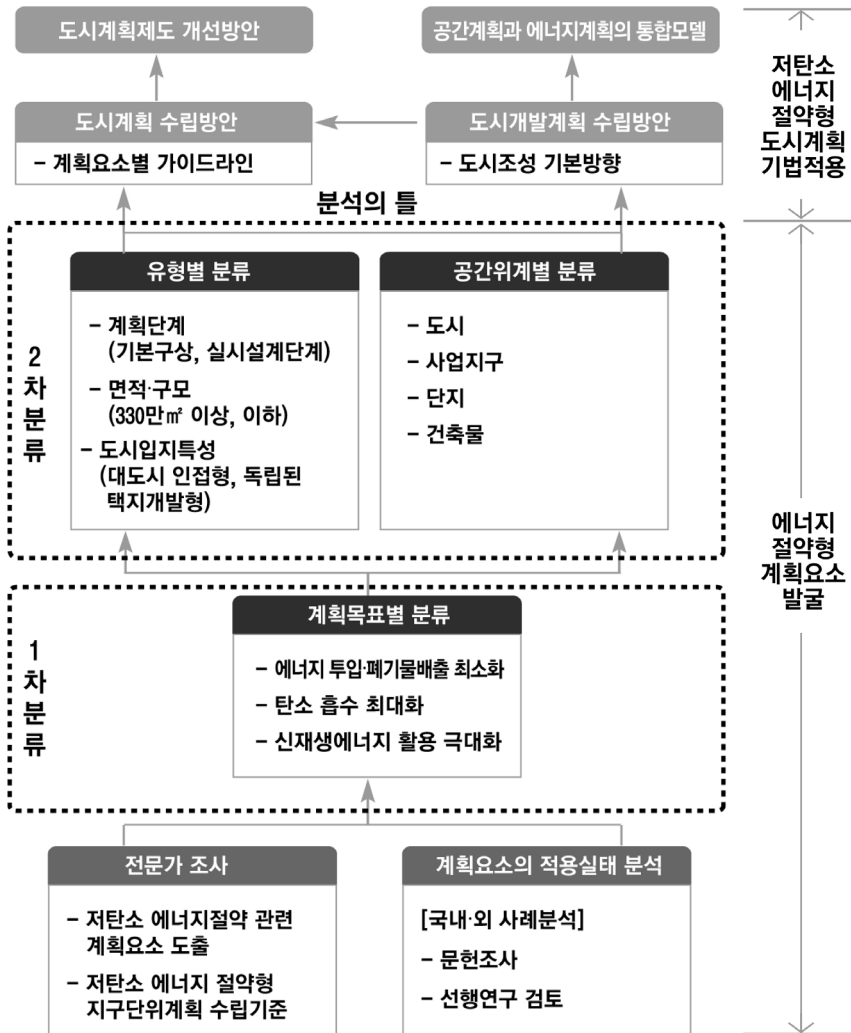 도시계획제도 개선방안
공간계획과 에너지계획의 통합모델
도시계획 수립방안
- 계획요소별 가이드라인
도시개발계획 수립방안
- 도시조성 기본방향
저탄소
에너지
절약형
도시계획
기법적용
분석의 틀
2
차
분
류
유형별 분류
- 계획단계
(기본구상, 실시설계단계)
- 면적·구모
(330만㎡ 이상, 이하)
- 도시입지특성
(대도시 인접형, 독립된
택지개발형)
공간위계별 분류
- 도시
- 사업지구
- 단지
- 건축물
에너지
절약형
계획요소
발굴
1
차
분
류
계획목표별 분류
- 에너지 투입·폐기물배출 최소화
- 탄소 흡수 최대화
- 신재생에너지 활용 극대화
전문가 조사
- 저탄소 에너지절약 관련
계획요소 도출
- 저탄소 에너지 절약형
지구단위계획 수립기준
계획요소의 적용실태 분석
[국내·외 사례분석]
- 문헌조사
- 선행연구 검토